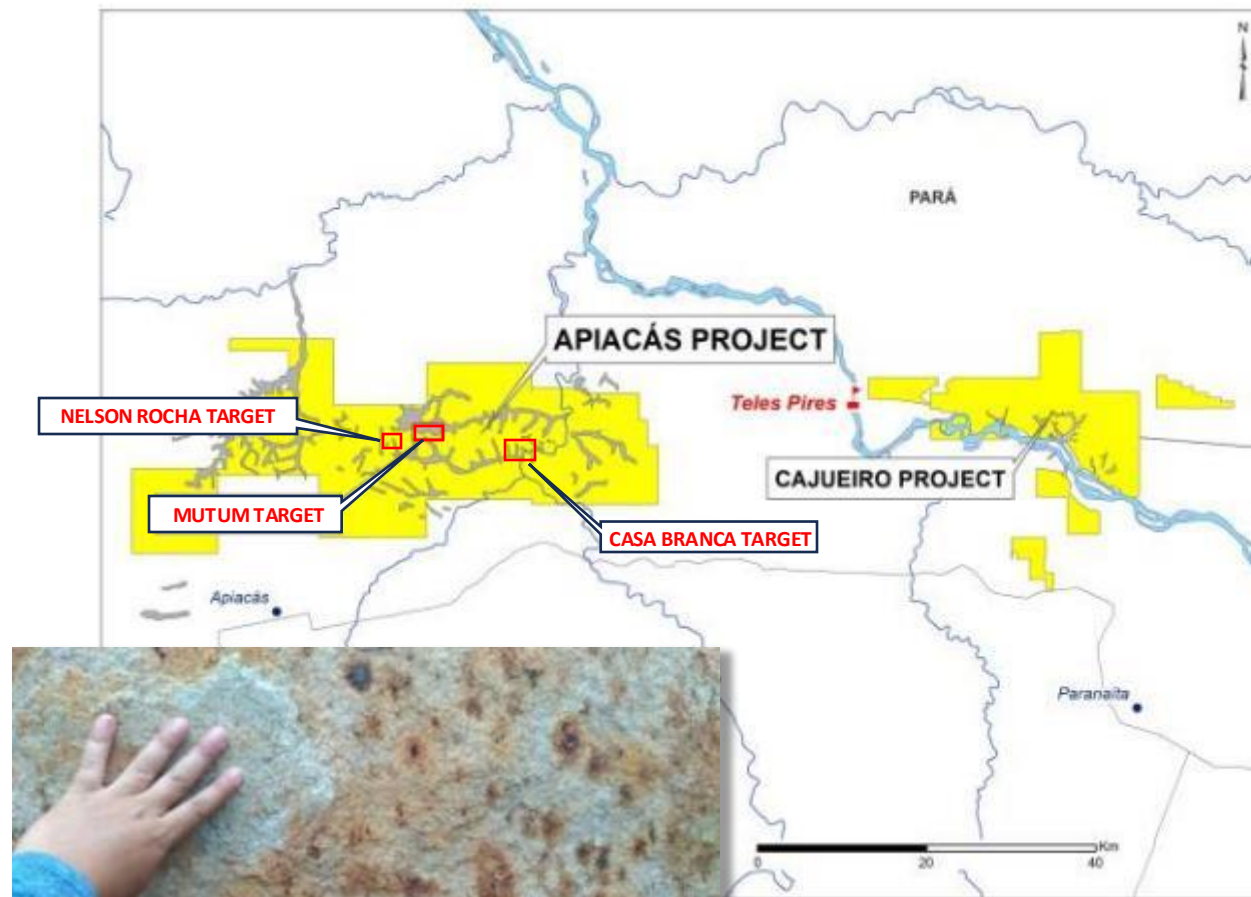 N
PARÁ
APIACÁS PROJECT
Teles Pires
NELSON ROCHA TARGET
CAJUEIRO PROJECT
MUTUM TARGET
CASA BRANCA TARGET
Apiacás
Paranaíta
Km
0 20 40